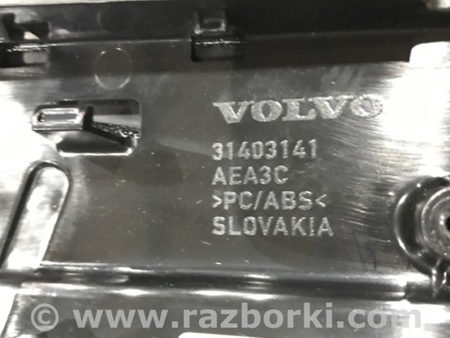 VOLVO
31403141
AEA3C
>PC/ABS<
SLOVAKIA
www.razborki.com